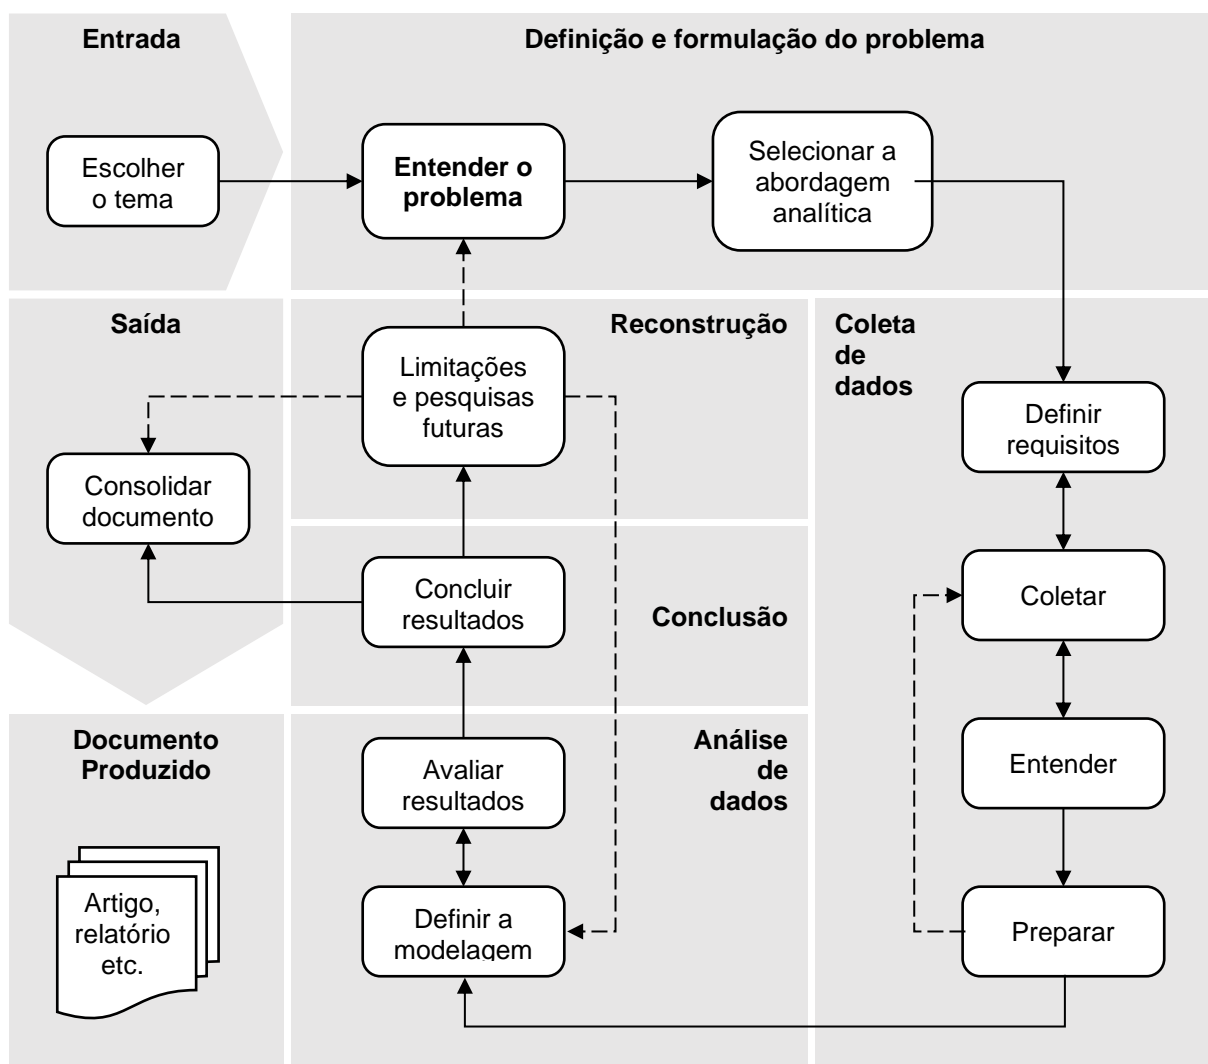 Entrada
Definição e formulação do problema
Escolher
o tema
Entender o
problema
Selecionar a
abordagem
analítica
Saída
Reconstrução
Coleta
de
dados
Limitações
e pesquisas
futuras
Definir
requisitos
Consolidar
documento
Concluir
resultados
Conclusão
Coletar
Documento
Produzido
Análise
de
dados
Avaliar
resultados
Entender
Artigo,
relatório
etc.
Definir a
modelagem
Preparar